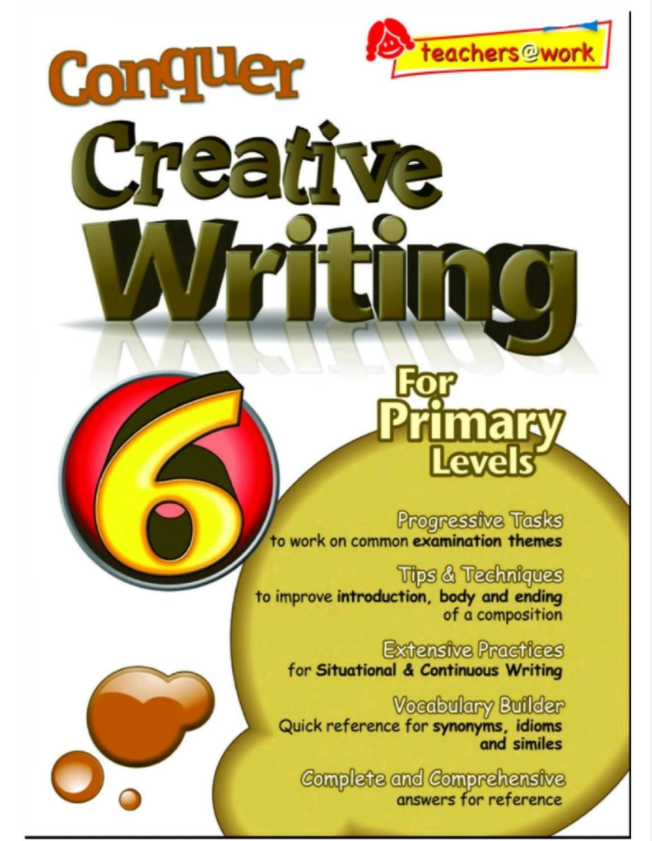 teachers@work
Conquer
Creative
Writing
6
For
Primary
Levels
Progressive Tasks
to work on common examination themes
Tips & Techniques
to improve introduction, body and ending
of a composition
Extensive Practices
for Situational & Continuous Writing
Vocabulary Builder
Quick reference for synonyms, idioms
and similes
Complete and Comprehensive
answers for reference